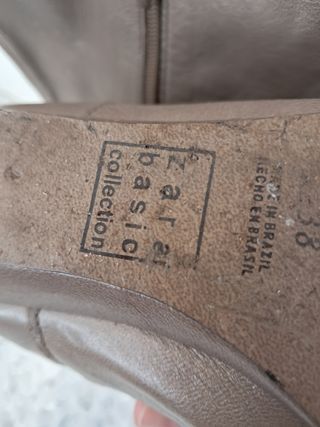 zara
basic
collection
MADE IN BRAZIL
HECHO EN BRASIL
38